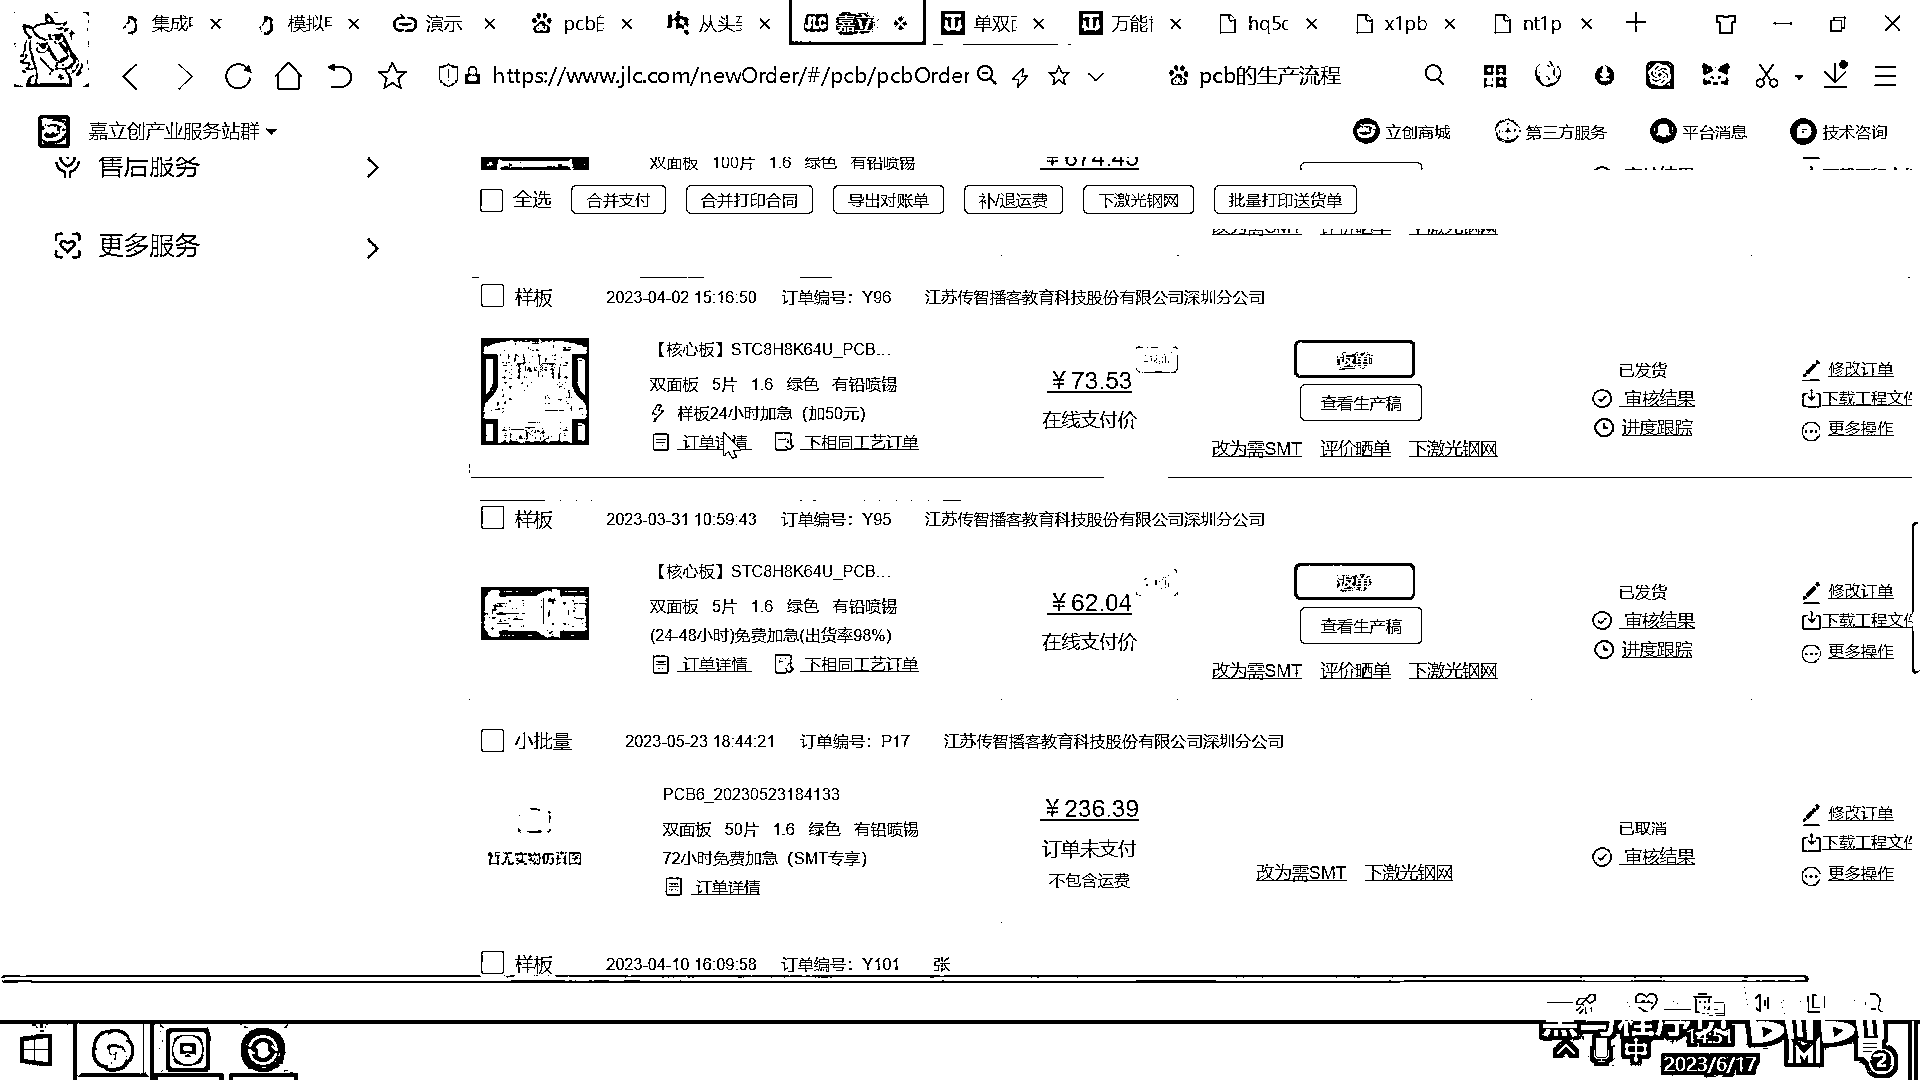 集成 模拟 演示 pcb 从头 嘉立 单双 万能 hq5c x1pb nt1p
https://www.jlc.com/newOrder/#/pcb/pcbOrder pcb的生产流程
嘉立创产业服务站群 立创商城 第三方服务 平台消息 技术咨询
售后服务 双面板 100片 1.6 绿色 有铅喷锡 ￥674.45
全选 合并支付 合并打印合同 导出对账单 补/退运费 下激光钢网 批量打印送货单
改为需SMT 评价晒单 下激光钢网
更多服务
样板 2023-04-02 15:16:50 订单编号：Y96 江苏传智播客教育科技股份有限公司深圳分公司
【核心板】STC8H8K64U_PCB...
双面板 5片 1.6 绿色 有铅喷锡
样板24小时加急（加50元）
订单详情 下相同工艺订单
￥73.53
在线支付价
返单
查看生产稿
改为需SMT 评价晒单 下激光钢网
已发货
审核结果
进度跟踪
修改订单
下载工程文件
更多操作
样板 2023-03-31 10:59:43 订单编号：Y95 江苏传智播客教育科技股份有限公司深圳分公司
【核心板】STC8H8K64U_PCB...
双面板 5片 1.6 绿色 有铅喷锡
(24-48小时)免费加急(出货率98%)
订单详情 下相同工艺订单
￥62.04
在线支付价
返单
查看生产稿
改为需SMT 评价晒单 下激光钢网
已发货
审核结果
进度跟踪
修改订单
下载工程文件
更多操作
小批量 2023-05-23 18:44:21 订单编号：P17 江苏传智播客教育科技股份有限公司深圳分公司
暂无实物仿真图
PCB6_20230523184133
双面板 50片 1.6 绿色 有铅喷锡
72小时免费加急（SMT专享）
订单详情
￥236.39
订单未支付
不包含运费
改为需SMT 下激光钢网
已取消
审核结果
修改订单
下载工程文件
更多操作
样板 2023-04-10 16:09:58 订单编号：Y101 张
中
14:51
2023/6/17
2